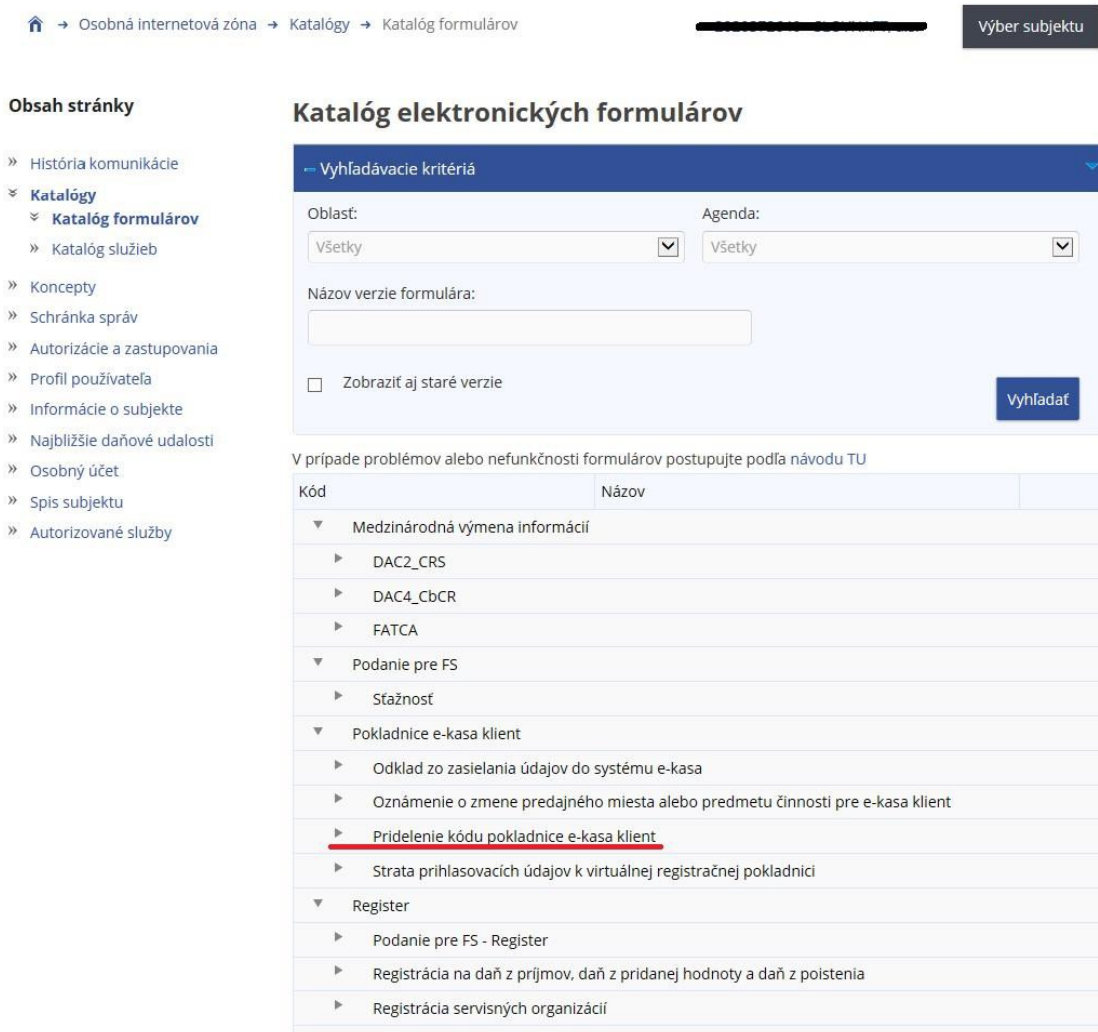 Osobná internetová zóna → Katalógy → Katalóg formulárov
Výber subjektu
Obsah stránky
História komunikácie
Katalógy
Katalóg formulárov
Katalóg služieb
Koncepty
Schránka správ
Autorizácie a zastupovania
Profil používateľa
Informácie o subjekte
Najbližšie daňové udalosti
Osobný účet
Spis subjektu
Autorizované služby
Katalóg elektronických formulárov
Vyhľadávacie kritériá
Oblasť: Agenda:
Všetky Všetky
Názov verzie formulára:
Zobraziť aj staré verzie
Vyhľadať
V prípade problémov alebo nefunkčnosti formulárov postupujte podľa návodu TU
Kód Názov
Medzinárodná výmena informácií
DAC2_CRS
DAC4_CbCR
FATCA
Podanie pre FS
Sťažnosť
Pokladnice e-kasa klient
Odklad zo zasielania údajov do systému e-kasa
Oznámenie o zmene predajného miesta alebo predmetu činnosti pre e-kasa klient
Pridelenie kódu pokladnice e-kasa klient
Strata prihlasovacích údajov k virtuálnej registračnej pokladnici
Register
Podanie pre FS - Register
Registrácia na daň z príjmov, daň z pridanej hodnoty a daň z poistenia
Registrácia servisných organizácií